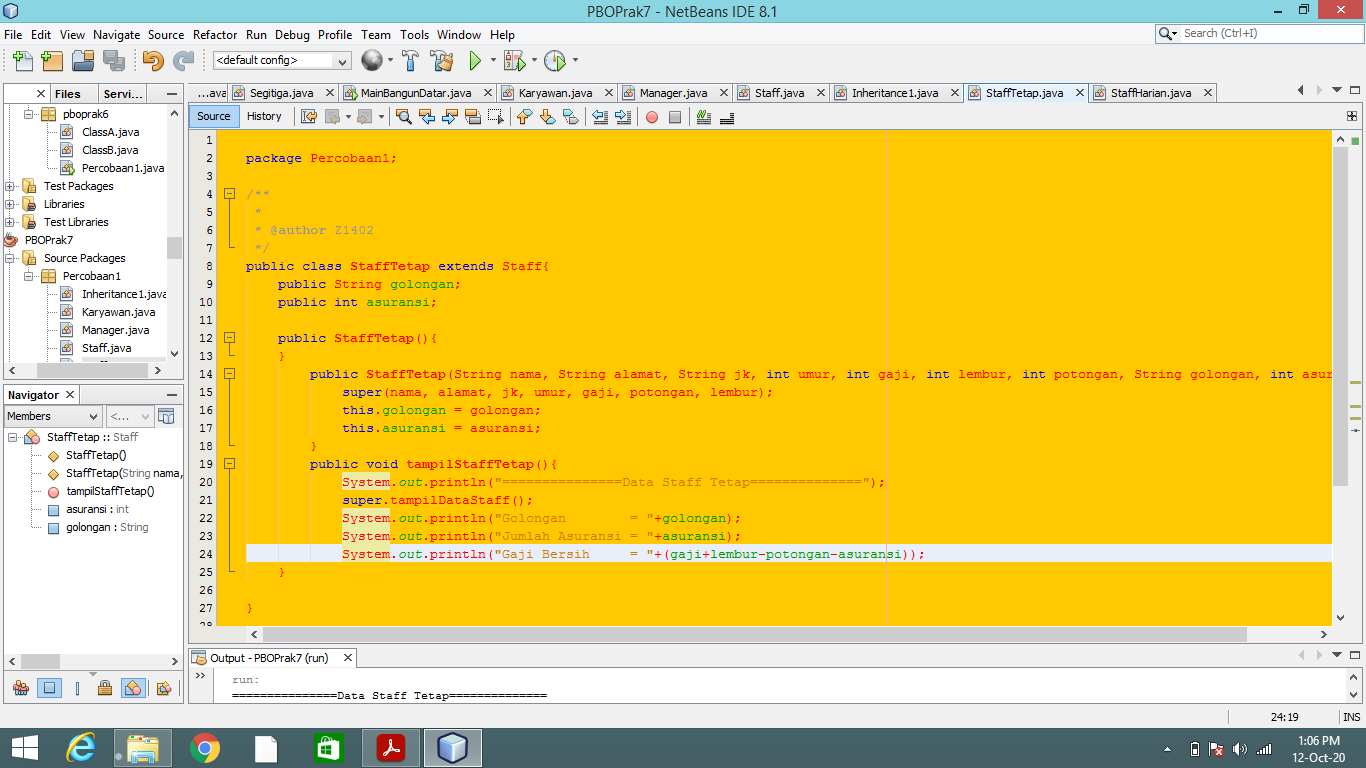 PBOPrak7 - NetBeans IDE 8.1
File Edit View Navigate Source Refactor Run Debug Profile Team Tools Window Help
Search (Ctrl+I)
<default config>
Files Servi...
...ava Segitiga.java MainBangunDatar.java Karyawan.java Manager.java Staff.java Inheritance1.java StaffTetap.java StaffHarian.java
Source History
pboprak6
ClassA.java
ClassB.java
Percobaan1.java
Test Packages
Libraries
Test Libraries
PBOPrak7
Source Packages
Percobaan1
Inheritance1.java
Karyawan.java
Manager.java
Staff.java
Navigator
Members <...
StaffTetap :: Staff
StaffTetap()
StaffTetap(String nama,
tampilStaffTetap()
asuransi : int
golongan : String
1
2 package Percobaan1;
3
4 /**
5 *
6 * @author Z1402
7 */
8 public class StaffTetap extends Staff{
9 public String golongan;
10 public int asuransi;
11
12 public StaffTetap(){
13 }
14 public StaffTetap(String nama, String alamat, String jk, int umur, int gaji, int lembur, int potongan, String golongan, int asur
15 super(nama, alamat, jk, umur, gaji, potongan, lembur);
16 this.golongan = golongan;
17 this.asuransi = asuransi;
18 }
19 public void tampilStaffTetap(){
20 System.out.println("===============Data Staff Tetap==============");
21 super.tampilDataStaff();
22 System.out.println("Golongan        = "+golongan);
23 System.out.println("Jumlah Asuransi = "+asuransi);
24 System.out.println("Gaji Bersih     = "+(gaji+lembur-potongan-asuransi));
25 }
26
27 }
28
Output - PBOPrak7 (run)
run:
===============Data Staff Tetap==============
24:19 INS
1:06 PM
12-Oct-20